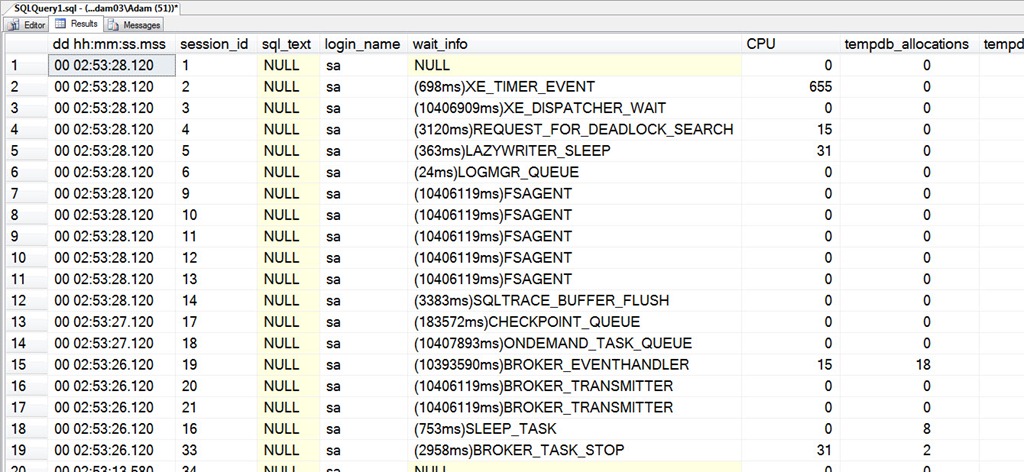 SQLQuery1.sql - (...dam03\Adam (51))*
Editor Results Messages
dd hh:mm:ss.mss session_id sql_text login_name wait_info CPU tempdb_allocations tempd
1 00 02:53:28.120 1 NULL sa NULL 0 0
2 00 02:53:28.120 2 NULL sa (698ms)XE_TIMER_EVENT 655 0
3 00 02:53:28.120 3 NULL sa (10406909ms)XE_DISPATCHER_WAIT 0 0
4 00 02:53:28.120 4 NULL sa (3120ms)REQUEST_FOR_DEADLOCK_SEARCH 15 0
5 00 02:53:28.120 5 NULL sa (363ms)LAZYWRITER_SLEEP 31 0
6 00 02:53:28.120 6 NULL sa (24ms)LOGMGR_QUEUE 0 0
7 00 02:53:28.120 9 NULL sa (10406119ms)FSAGENT 0 0
8 00 02:53:28.120 10 NULL sa (10406119ms)FSAGENT 0 0
9 00 02:53:28.120 11 NULL sa (10406119ms)FSAGENT 0 0
10 00 02:53:28.120 12 NULL sa (10406119ms)FSAGENT 0 0
11 00 02:53:28.120 13 NULL sa (10406119ms)FSAGENT 0 0
12 00 02:53:28.120 14 NULL sa (3383ms)SQLTRACE_BUFFER_FLUSH 0 0
13 00 02:53:27.120 17 NULL sa (183572ms)CHECKPOINT_QUEUE 0 0
14 00 02:53:27.120 18 NULL sa (10407893ms)ONDEMAND_TASK_QUEUE 0 0
15 00 02:53:26.120 19 NULL sa (10393590ms)BROKER_EVENTHANDLER 15 18
16 00 02:53:26.120 20 NULL sa (10406119ms)BROKER_TRANSMITTER 0 0
17 00 02:53:26.120 21 NULL sa (10406119ms)BROKER_TRANSMITTER 0 0
18 00 02:53:26.120 16 NULL sa (753ms)SLEEP_TASK 0 8
19 00 02:53:26.120 33 NULL sa (2958ms)BROKER_TASK_STOP 31 2
20 00 02:53:13.580 34 NULL sa NULL 0 0